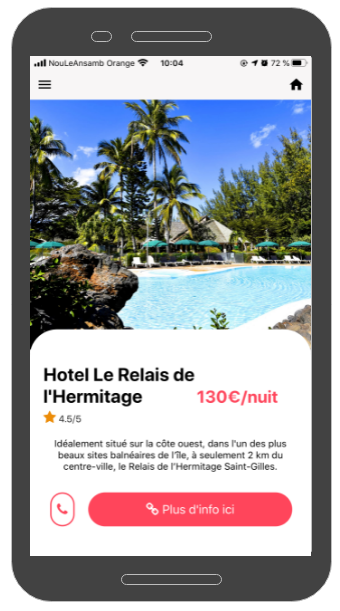 NouLeAnsamb Orange 10:04 72 %
Hotel Le Relais de
l'Hermitage 130€/nuit
4.5/5
Idéalement situé sur la côte ouest, dans l'un des plus
beaux sites balnéaires de l'île, à seulement 2 km du
centre-ville, le Relais de l'Hermitage Saint-Gilles.
Plus d'info ici